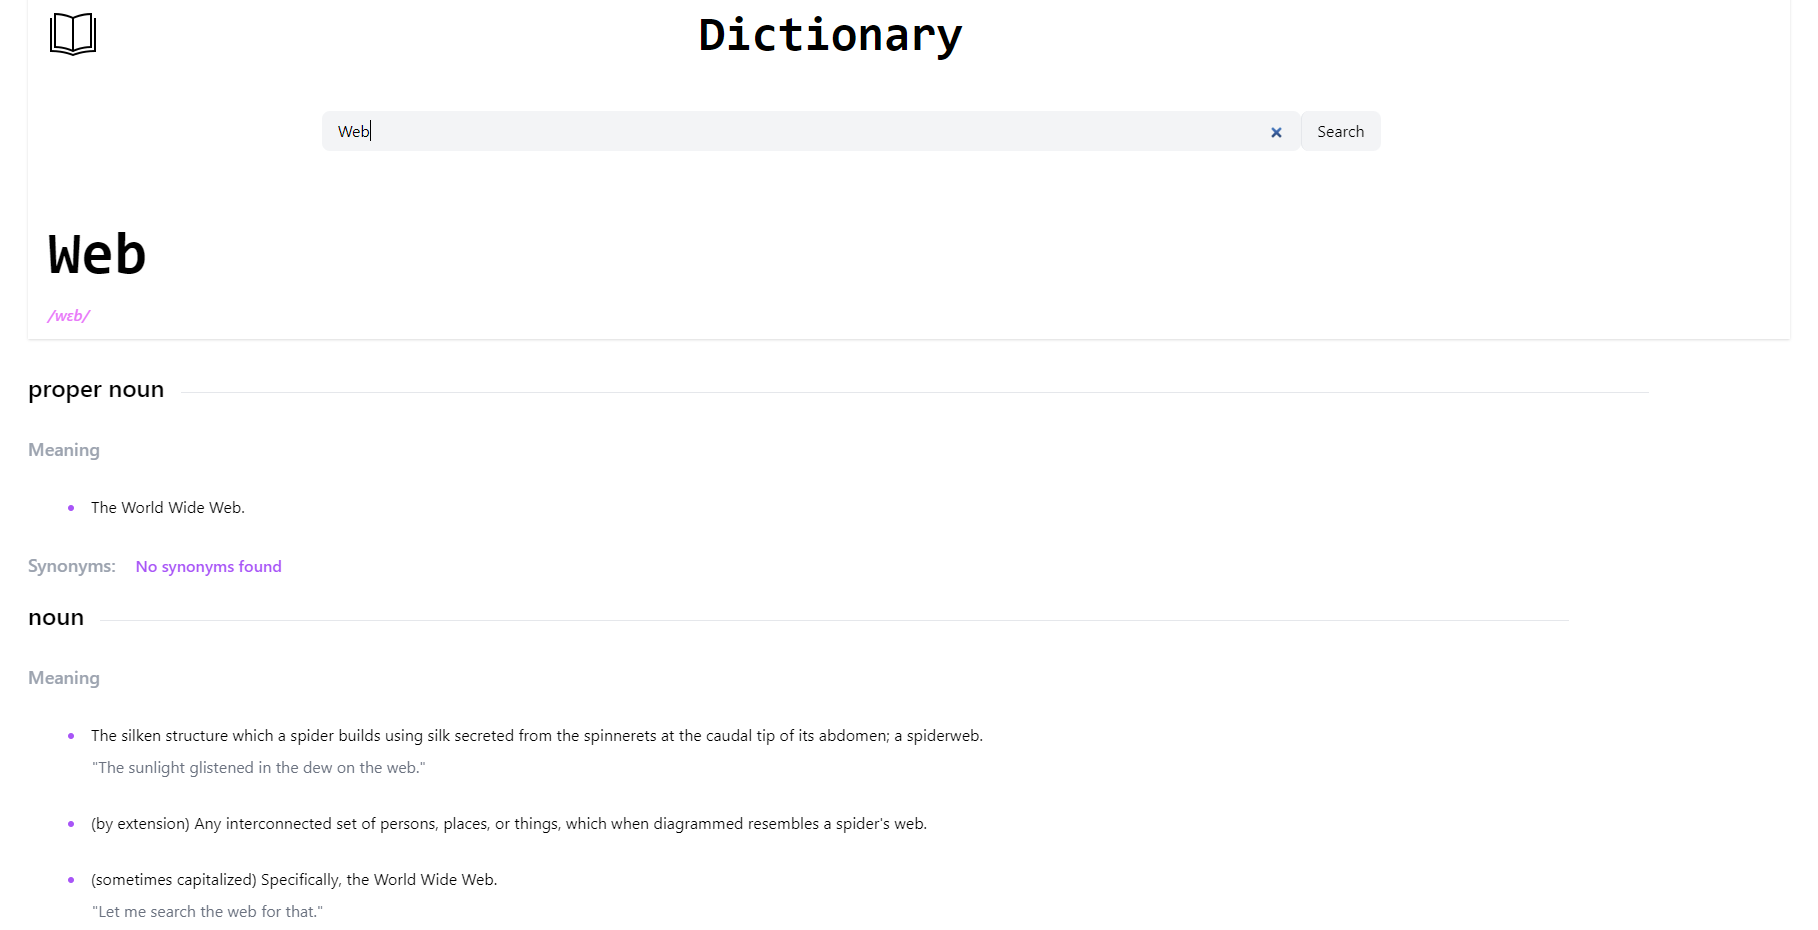 Dictionary
Web
Search
Web
/wɛb/
proper noun
Meaning
The World Wide Web.
Synonyms: No synonyms found
noun
Meaning
The silken structure which a spider builds using silk secreted from the spinnerets at the caudal tip of its abdomen; a spiderweb.
"The sunlight glistened in the dew on the web."
(by extension) Any interconnected set of persons, places, or things, which when diagrammed resembles a spider's web.
(sometimes capitalized) Specifically, the World Wide Web.
"Let me search the web for that."